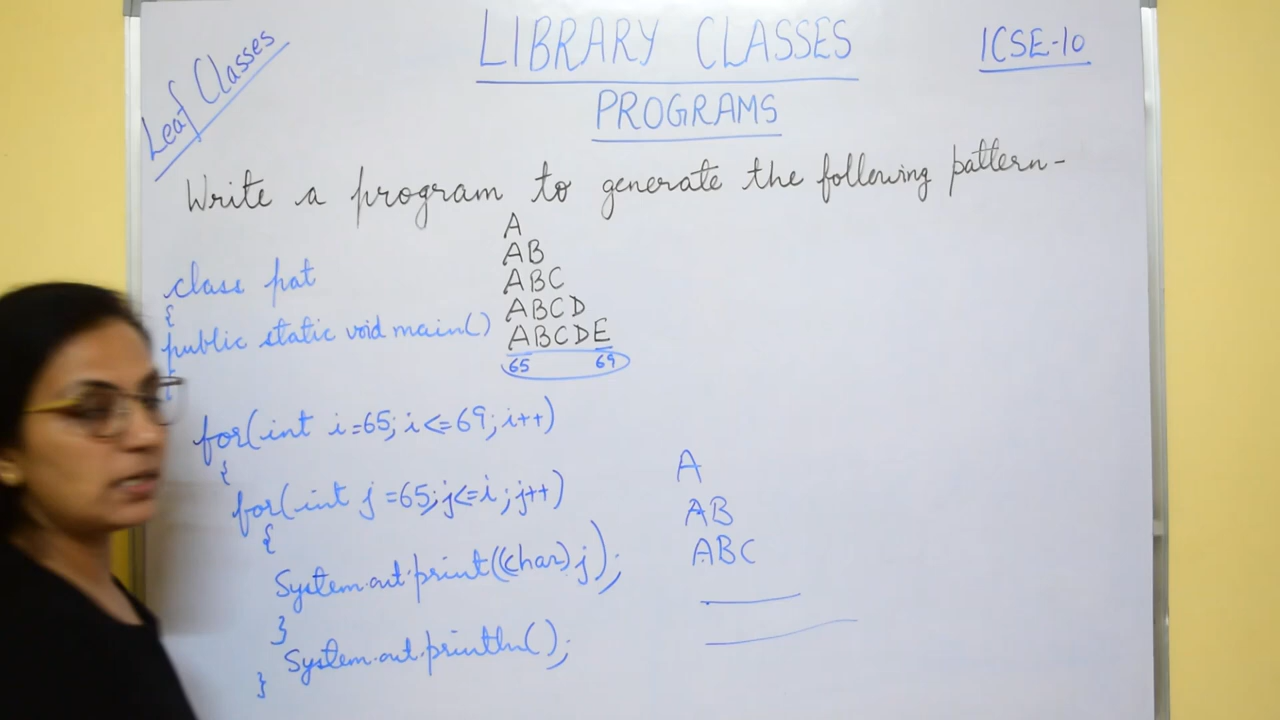 Leaf Classes
LIBRARY CLASSES
ICSE-10
PROGRAMS
Write a program to generate the following pattern-
A
AB
ABC
ABCD
ABCDE
65 69
class pat
{
public static void main()
{
for(int i=65; i<=69; i++)
{
for(int j=65; j<=i; j++)
{
System.out.print((char)j);
}
System.out.println();
}
A
AB
ABC